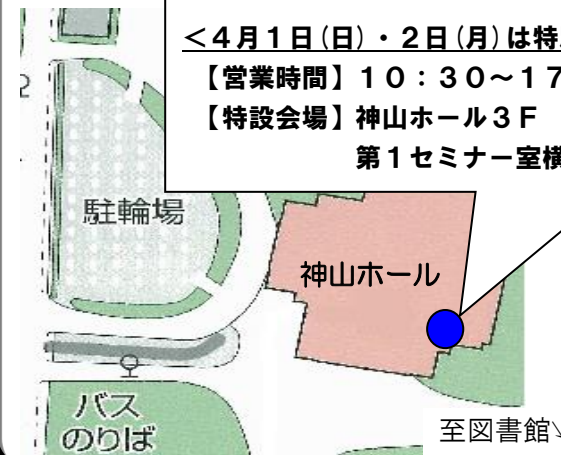 ＜４月１日(日)・２日(月)は特
【営業時間】１０：３０～１７
【特設会場】神山ホール３Ｆ
第１セミナー室横
駐輪場
神山ホール
バス
のりば
至図書館